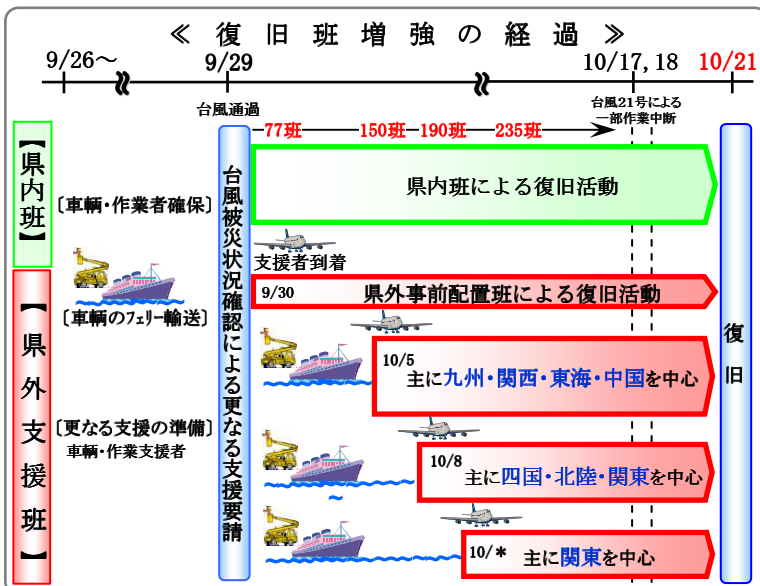 ≪ 復旧班増強の経過 ≫
9/26～
9/29
10/17, 18
10/21
台風通過
台風21号による
一部作業中断
77班
150班
190班
235班
【県内班】
〔車輌・作業者確保〕
台風被災状況確認による更なる支援要請
県内班による復旧活動
支援者到着
【県外支援班】
〔車輌のフェリー輸送〕
9/30 県外事前配置班による復旧活動
10/5
主に九州・関西・東海・中国を中心
〔更なる支援の準備〕
車輌・作業支援者
10/8
主に四国・北陸・関東を中心
10/＊ 主に関東を中心
復旧